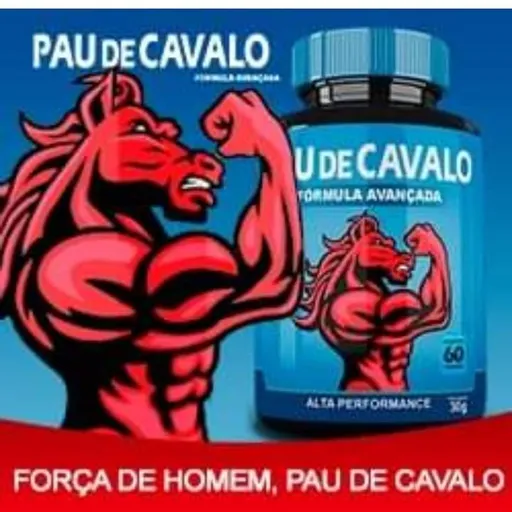 PAU DE CAVALO
FÓRMULA AVANÇADA
U DE CAVALO
FÓRMULA AVANÇADA
60
ALTA PERFORMANCE
30g
FORÇA DE HOMEM, PAU DE CAVALO